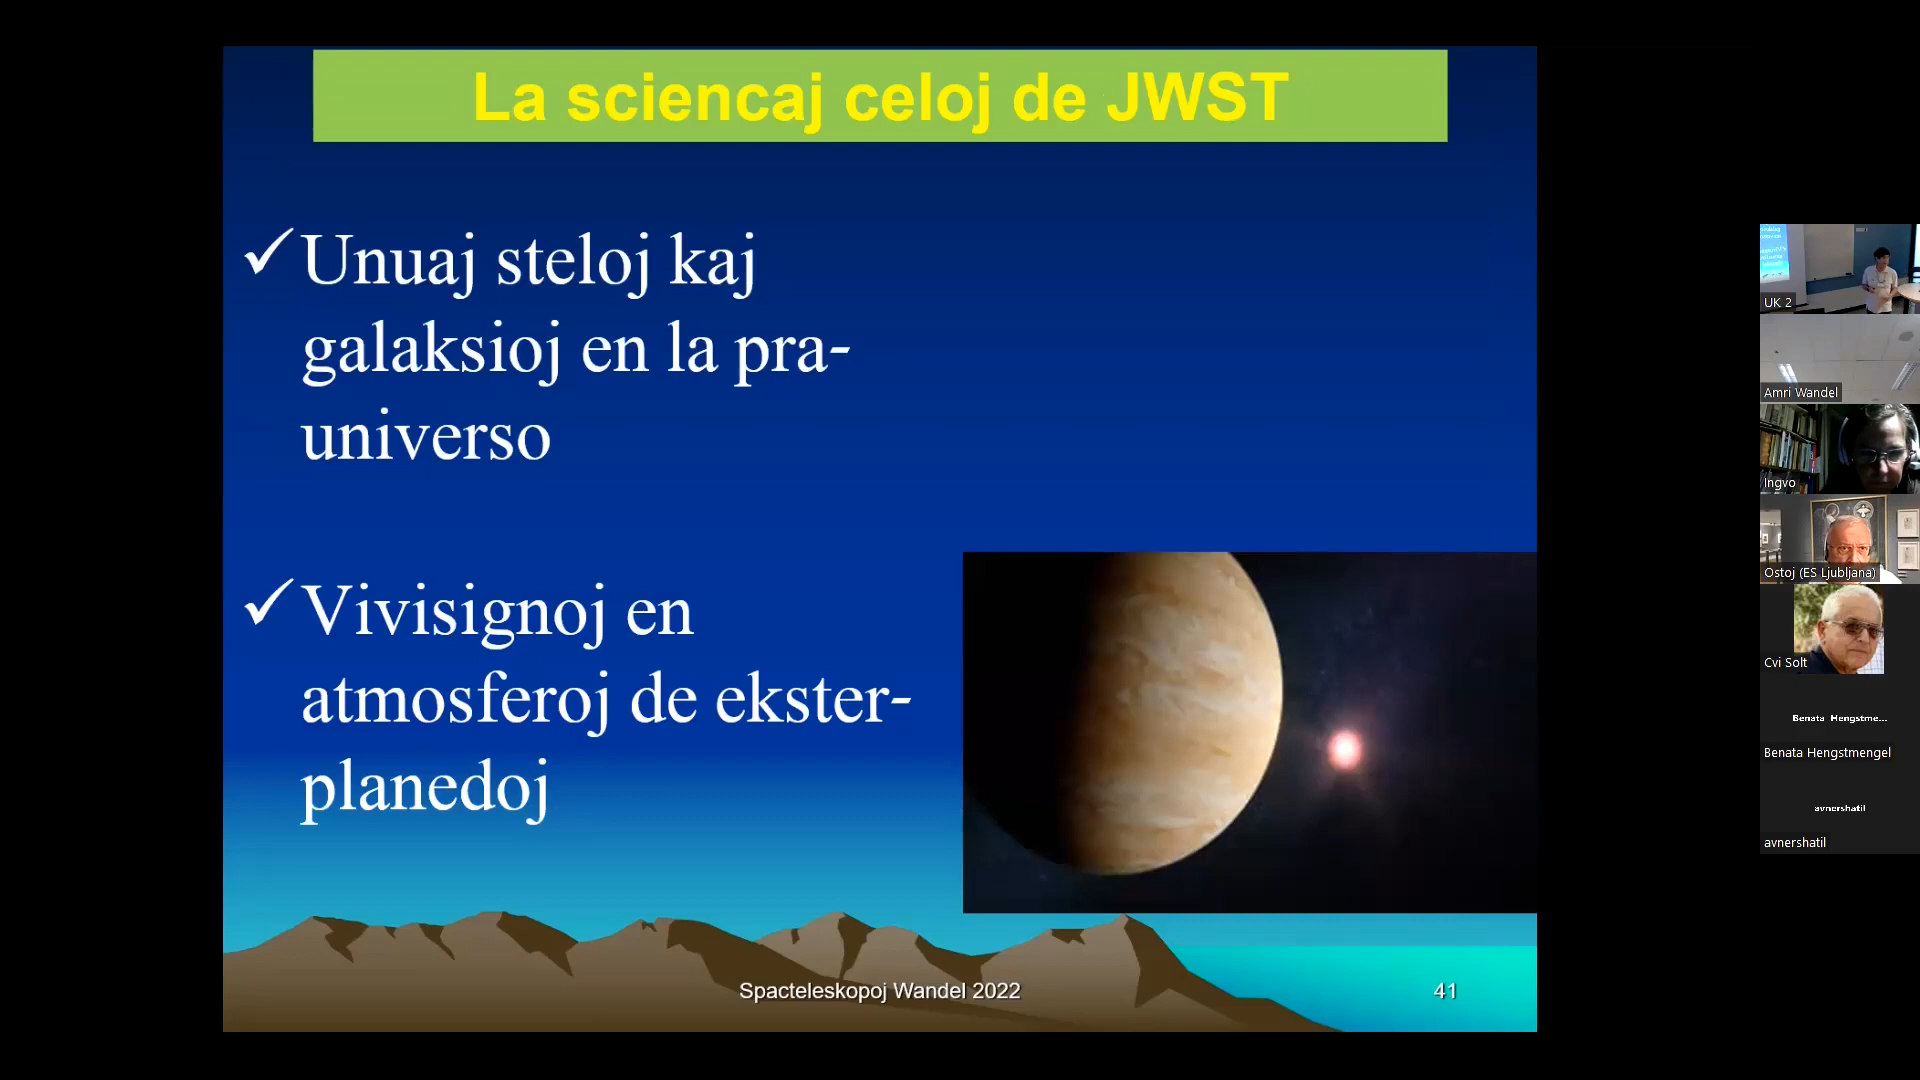 La sciencaj celoj de JWST
✓Unuaj steloj kaj
galaksioj en la pra-
universo
✓Vivisignoj en
atmosferoj de ekster-
planedoj
Spacteleskopoj Wandel 2022
41
UK 2
Amri Wandel
Ingvo
Ostoj (ES Ljubljana)
Cvi Solt
Benata Hengstme...
Benata Hengstmengel
avnershatil
avnershatil